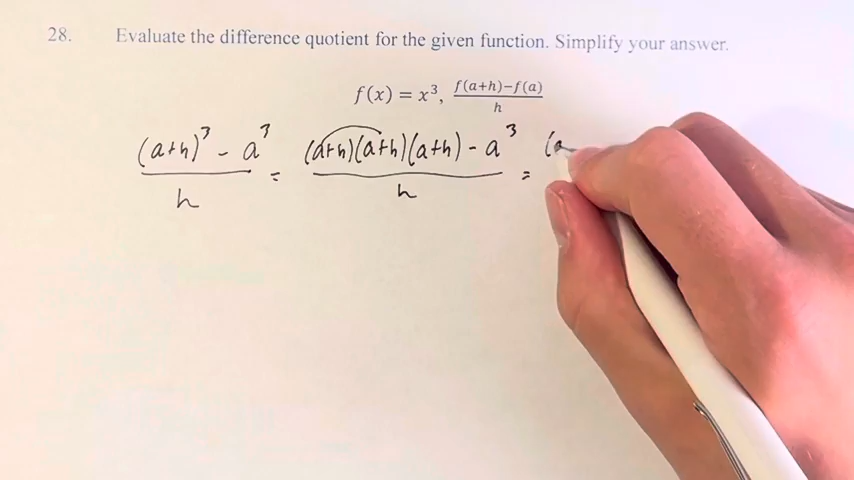 28. Evaluate the difference quotient for the given function. Simplify your answer.
f(x) = x³, (f(a+h)−f(a))/h
((a+h)³ - a³)/h = ((a+h)(a+h)(a+h) - a³)/h = (a